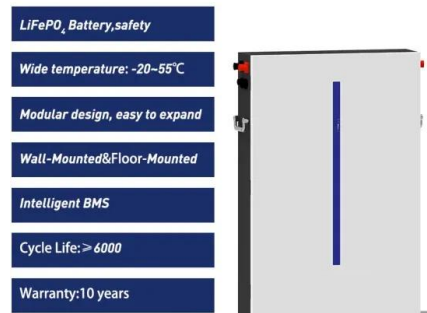 LiFePO₄ Battery,safety
Wide temperature: -20~55℃
Modular design, easy to expand
Wall-Mounted&Floor-Mounted
Intelligent BMS
Cycle Life:≥6000
Warranty:10 years